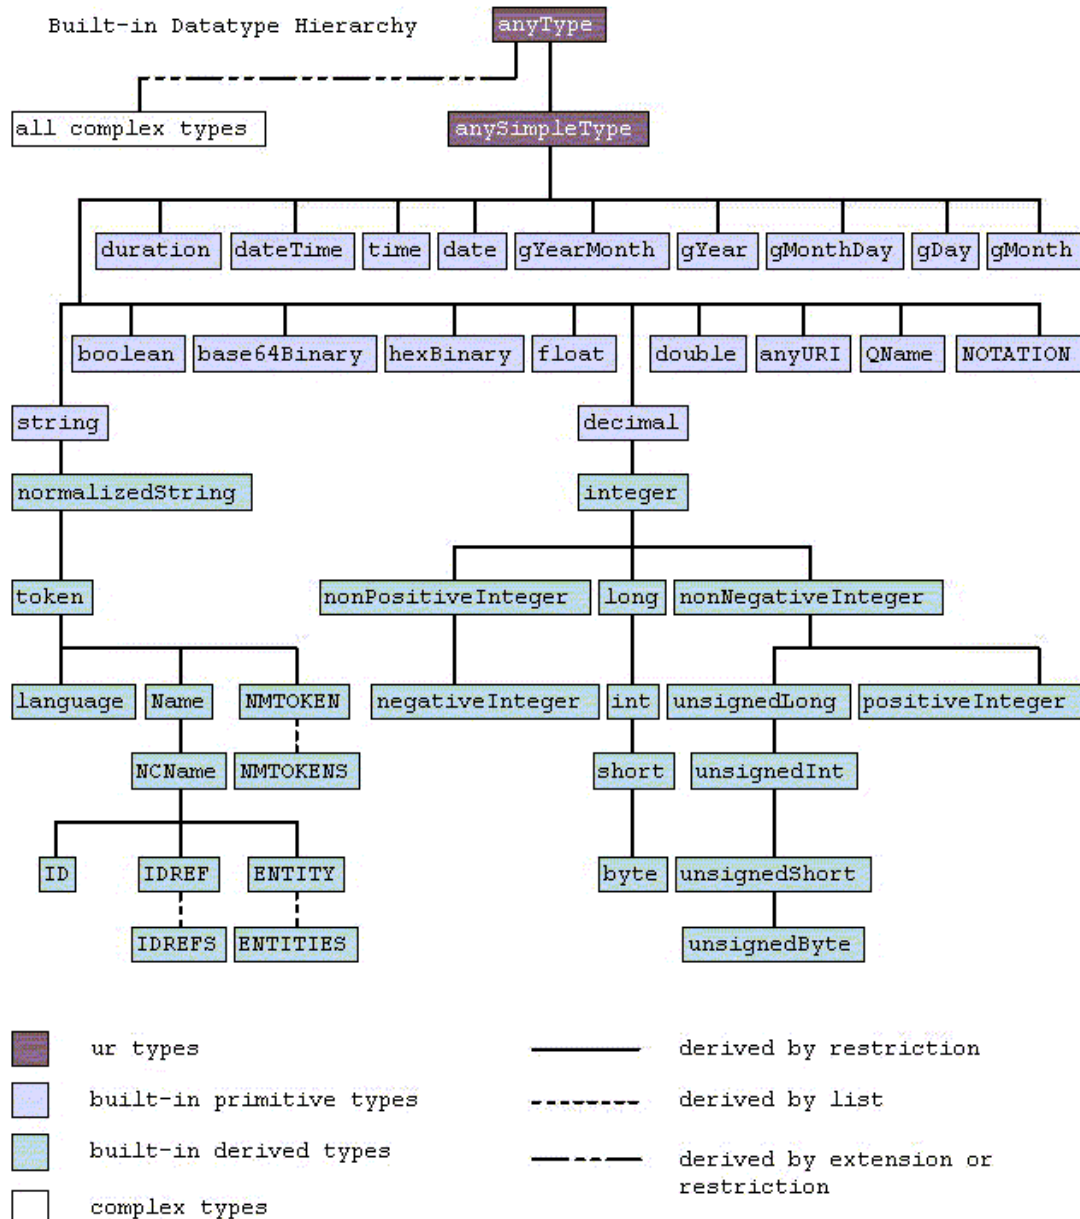 Built-in Datatype Hierarchy
anyType
all complex types
anySimpleType
duration
dateTime
time
date
gYearMonth
gYear
gMonthDay
gDay
gMonth
boolean
base64Binary
hexBinary
float
double
anyURI
QName
NOTATION
string
decimal
normalizedString
integer
token
nonPositiveInteger
long
nonNegativeInteger
language
Name
NMTOKEN
negativeInteger
int
unsignedLong
positiveInteger
NCName
NMTOKENS
short
unsignedInt
ID
IDREF
ENTITY
byte
unsignedShort
IDREFS
ENTITIES
unsignedByte
ur types
derived by restriction
built-in primitive types
derived by list
built-in derived types
derived by extension or
restriction
complex types